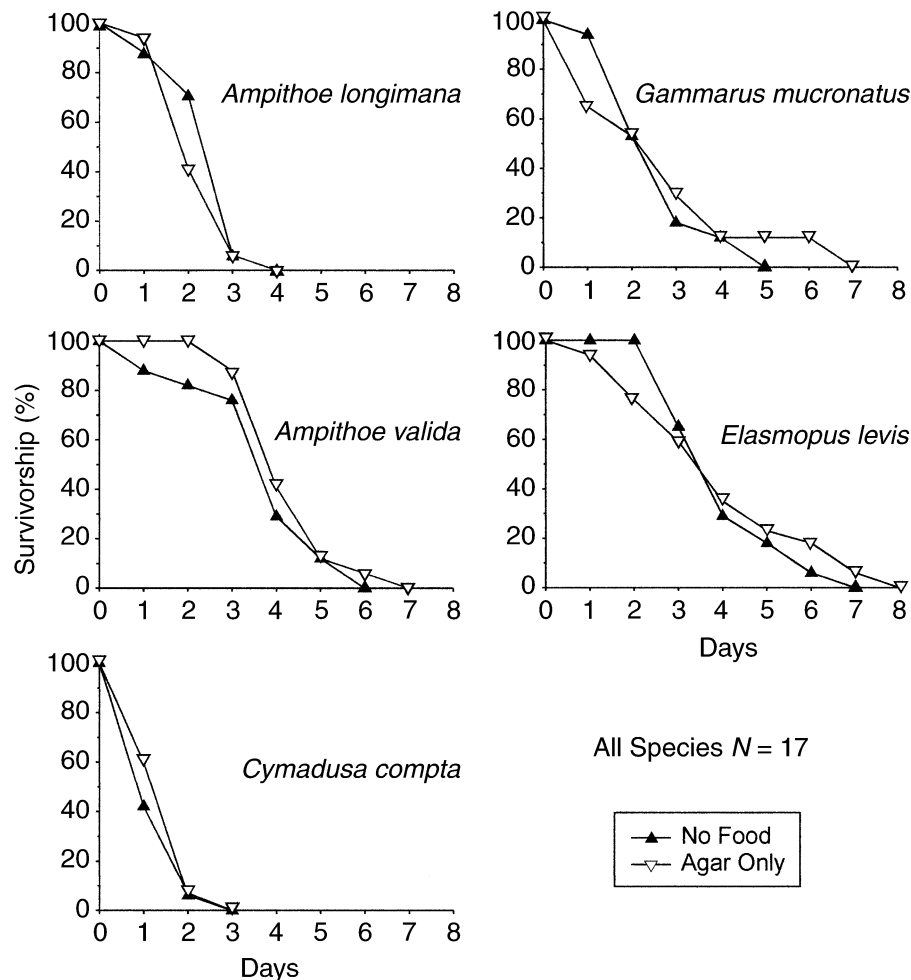 100
80
60
40
20
0
0 1 2 3 4 5 6 7 8
Ampithoe longimana
100
80
60
40
20
0
0 1 2 3 4 5 6 7 8
Gammarus mucronatus
Survivorship (%)
100
80
60
40
20
0
0 1 2 3 4 5 6 7 8
Ampithoe valida
100
80
60
40
20
0
0 1 2 3 4 5 6 7 8
Elasmopus levis
Days
100
80
60
40
20
0
0 1 2 3 4 5 6 7 8
Cymadusa compta
Days
All Species N = 17
No Food
Agar Only